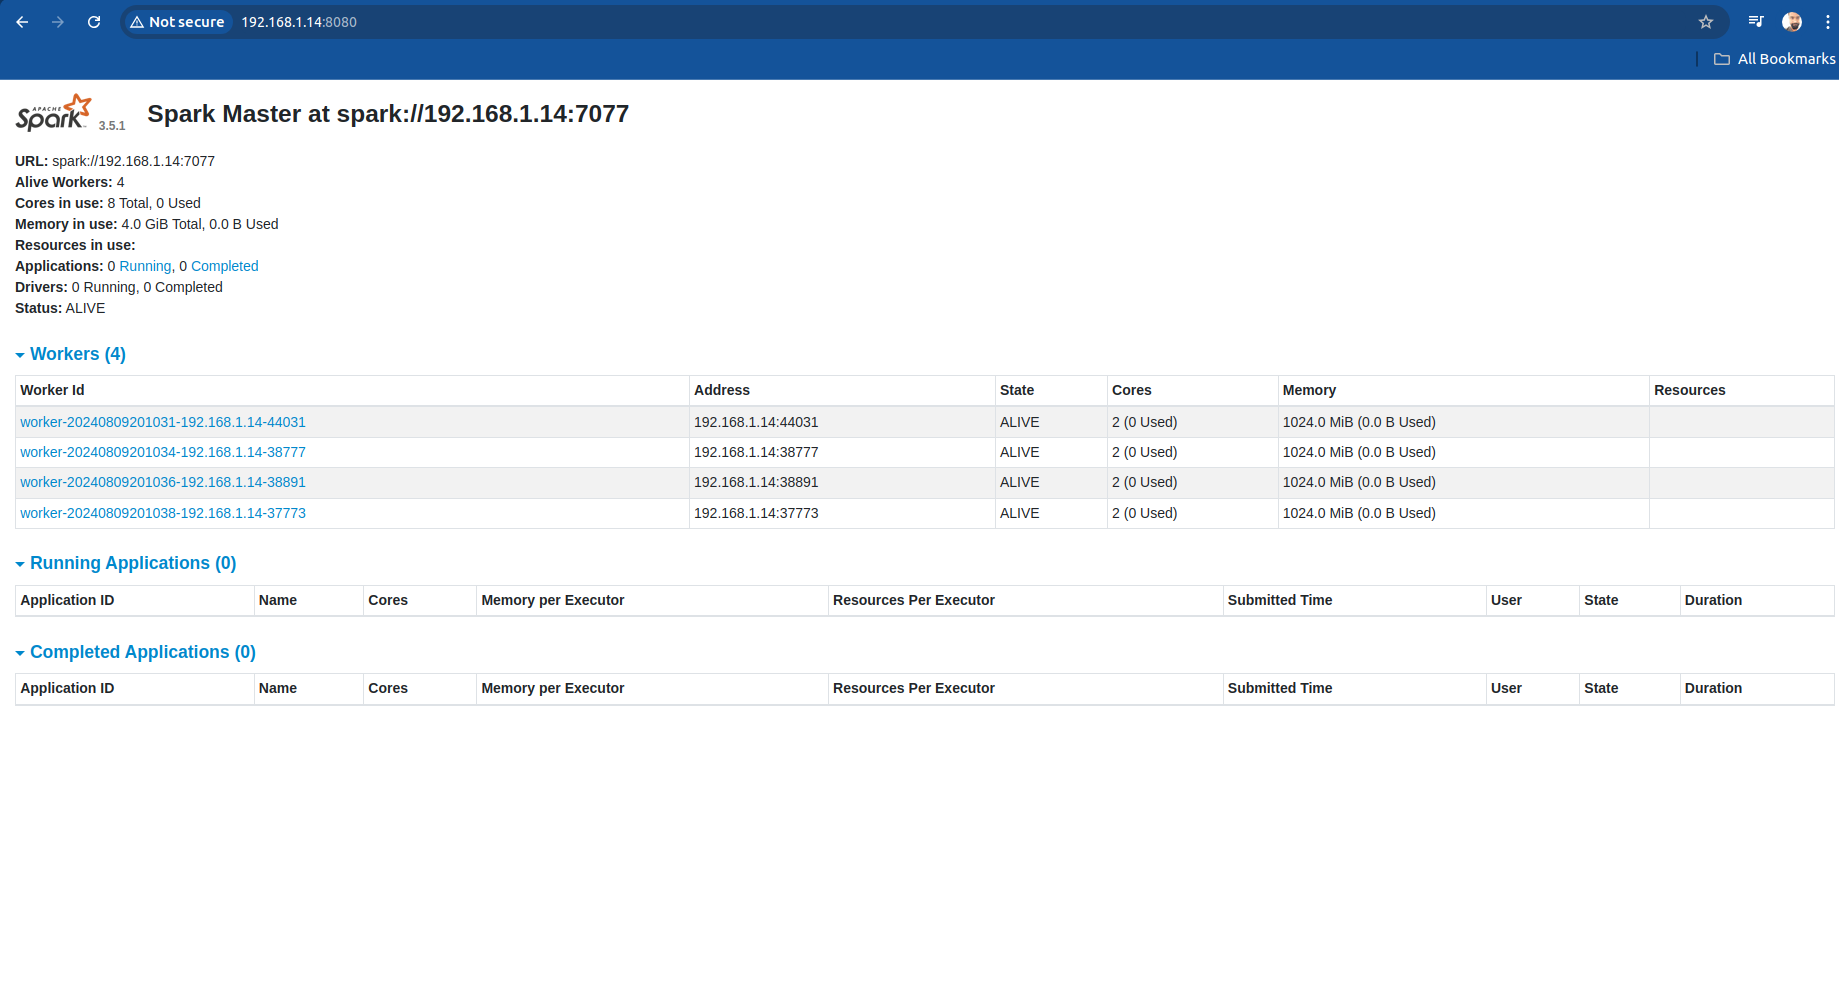 Not secure 192.168.1.14:8080
All Bookmarks
APACHE Spark™ 3.5.1 Spark Master at spark://192.168.1.14:7077
URL: spark://192.168.1.14:7077
Alive Workers: 4
Cores in use: 8 Total, 0 Used
Memory in use: 4.0 GiB Total, 0.0 B Used
Resources in use:
Applications: 0 Running, 0 Completed
Drivers: 0 Running, 0 Completed
Status: ALIVE
Workers (4)
Worker Id Address State Cores Memory Resources
worker-20240809201031-192.168.1.14-44031 192.168.1.14:44031 ALIVE 2 (0 Used) 1024.0 MiB (0.0 B Used)
worker-20240809201034-192.168.1.14-38777 192.168.1.14:38777 ALIVE 2 (0 Used) 1024.0 MiB (0.0 B Used)
worker-20240809201036-192.168.1.14-38891 192.168.1.14:38891 ALIVE 2 (0 Used) 1024.0 MiB (0.0 B Used)
worker-20240809201038-192.168.1.14-37773 192.168.1.14:37773 ALIVE 2 (0 Used) 1024.0 MiB (0.0 B Used)
Running Applications (0)
Application ID Name Cores Memory per Executor Resources Per Executor Submitted Time User State Duration
Completed Applications (0)
Application ID Name Cores Memory per Executor Resources Per Executor Submitted Time User State Duration